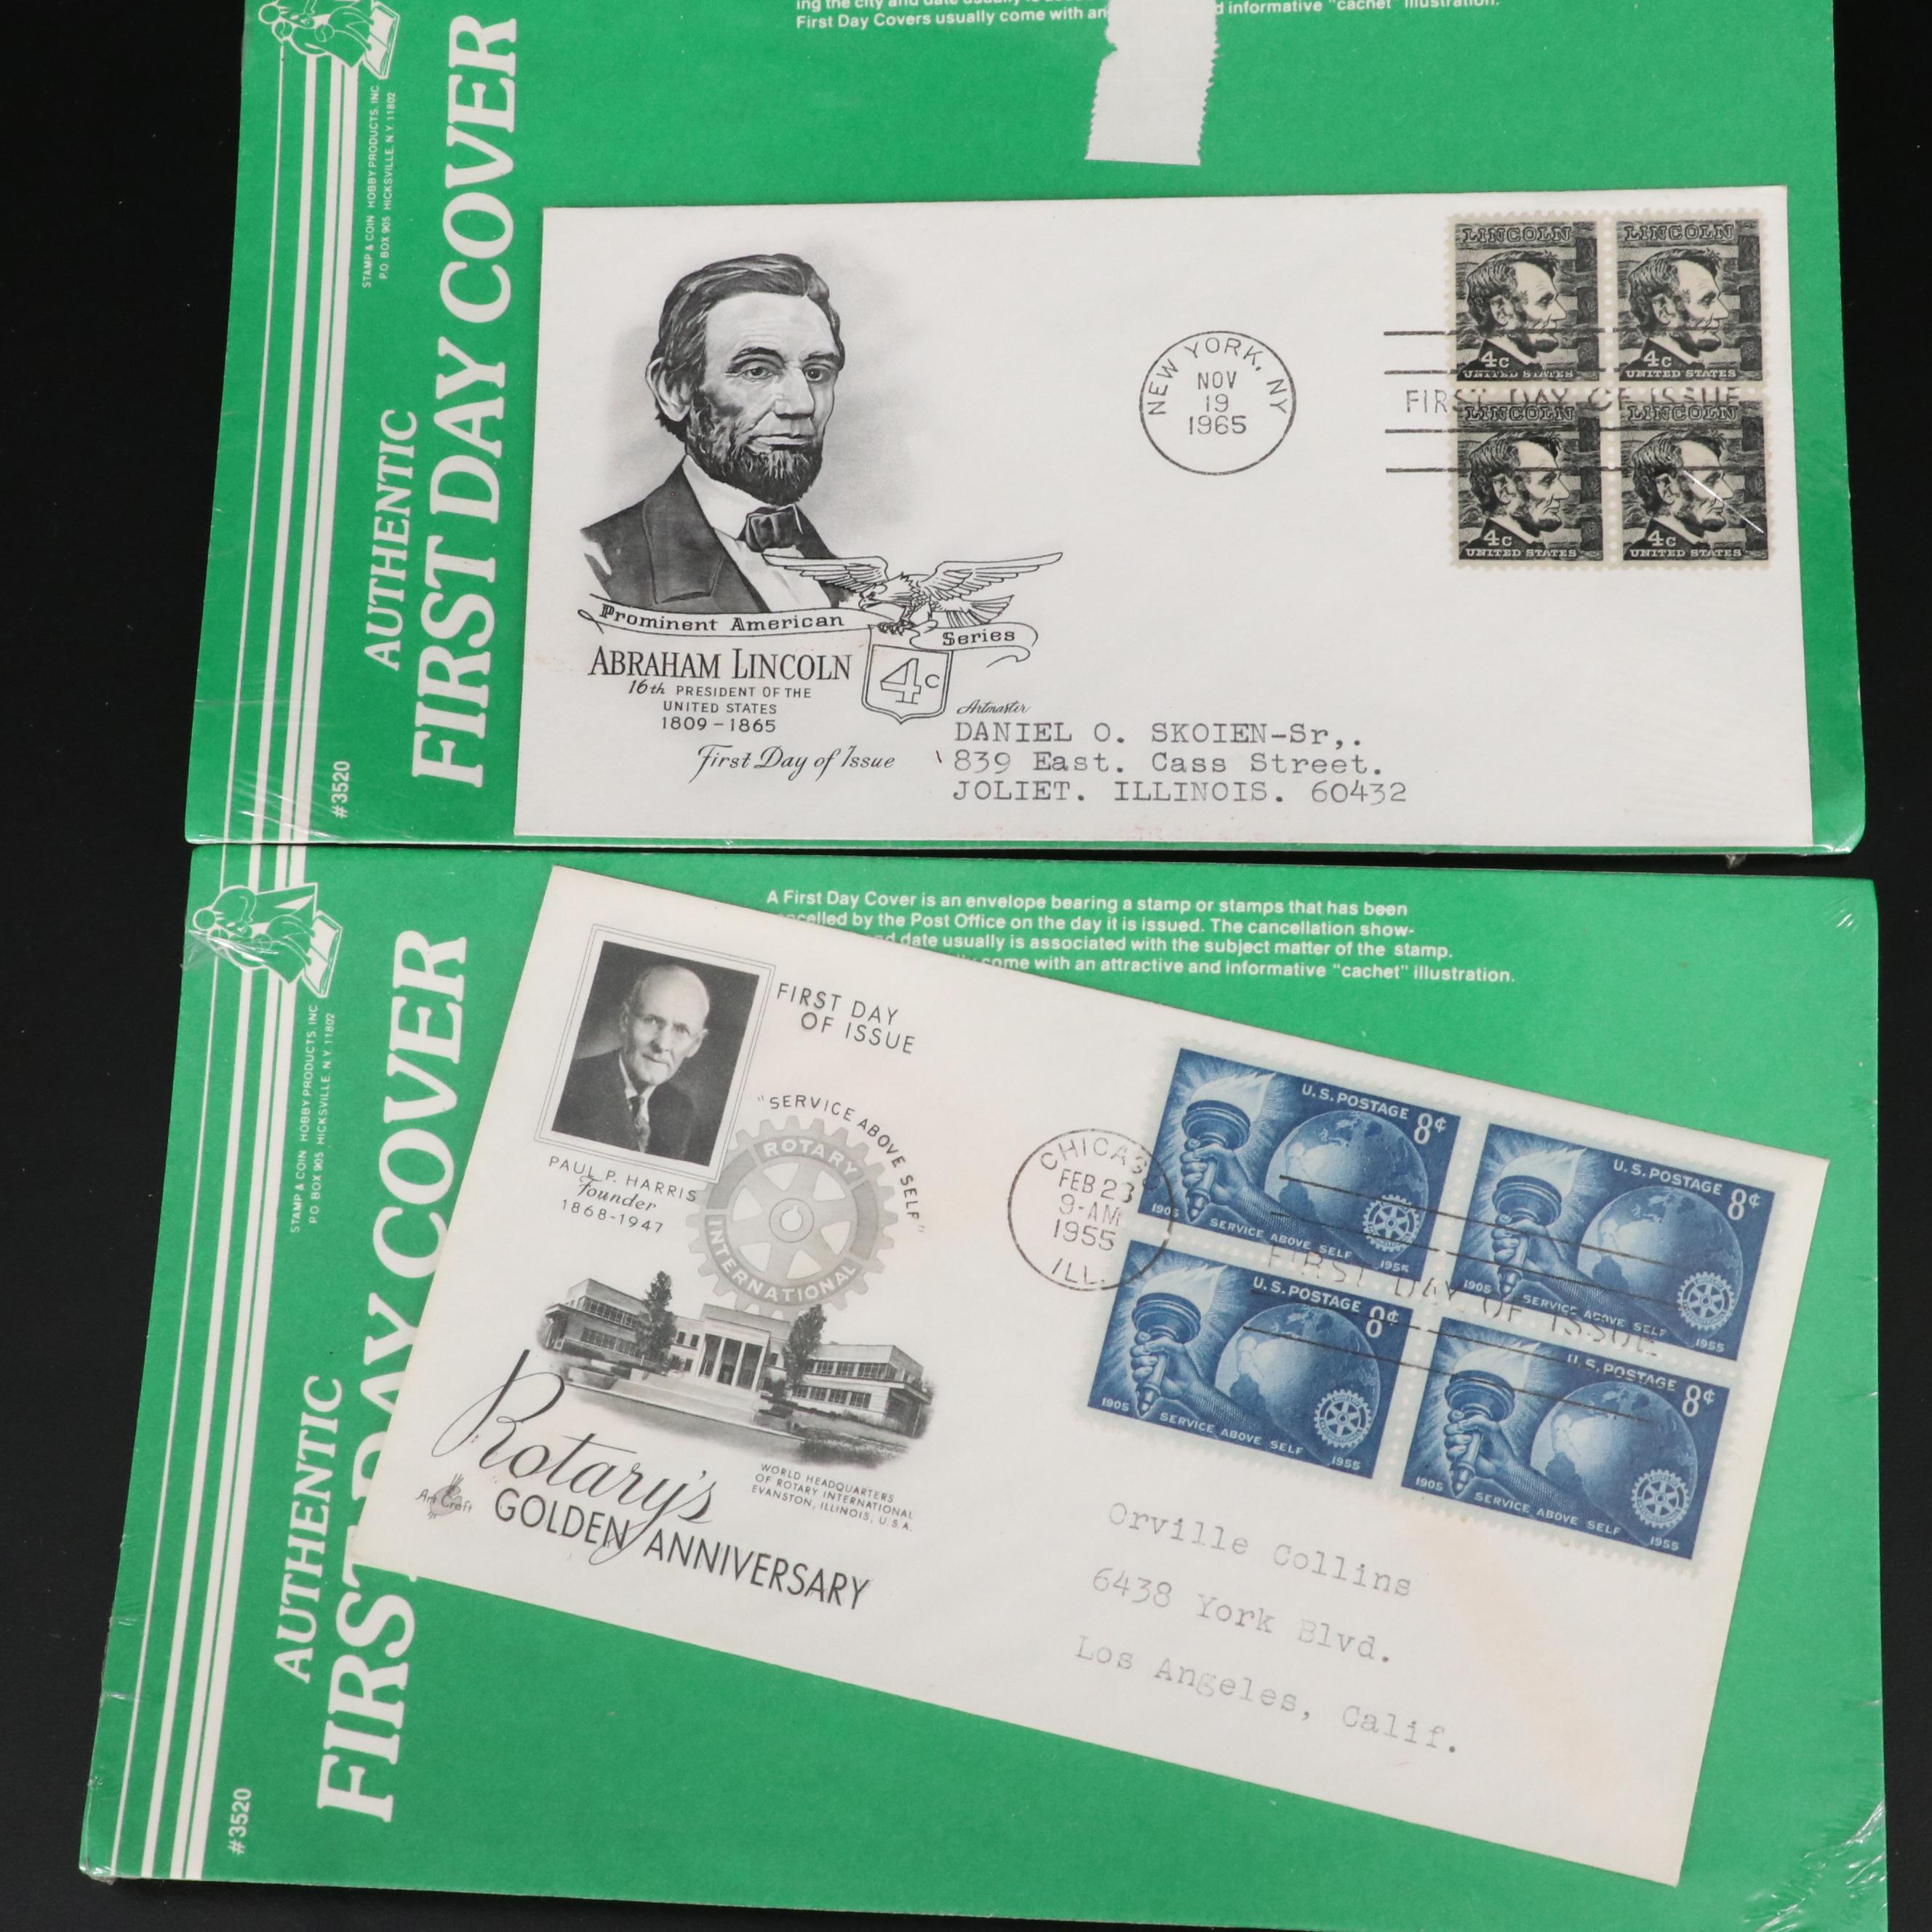 ing the city and date usually is
First Day Covers usually come with an d informative "cachet" illustration.
STAMP & COIN HOBBY PRODUCTS, INC.
P.O. BOX 905 HICKSVILLE, N.Y. 11802
AUTHENTIC
FIRST DAY COVER
#3520
Prominent American
Series
ABRAHAM LINCOLN
16th PRESIDENT OF THE
UNITED STATES
1809-1865
4c
Artmaster
First Day of Issue
NEW YORK, NY
NOV
19
1965
FIRST DAY OF ISSUE
LINCOLN
4c
UNITED STATES
LINCOLN
4c
UNITED STATES
LINCOLN
4c
UNITED STATES
LINCOLN
4c
UNITED STATES
DANIEL O. SKOIEN-Sr,.
839 East. Cass Street.
JOLIET. ILLINOIS. 60432
A First Day Cover is an envelope bearing a stamp or stamps that has been
ncelled by the Post Office on the day it is issued. The cancellation show-
d date usually is associated with the subject matter of the stamp.
come with an attractive and informative "cachet" illustration.
STAMP & COIN HOBBY PRODUCTS, INC
P.O. BOX 905 HICKSVILLE, N.Y. 11802
AUTHENTIC
FIRST DAY COVER
#3520
FIRST DAY
OF ISSUE
PAUL P. HARRIS
Founder
1868-1947
"SERVICE ABOVE SELF"
ROTARY
INTERNATIONAL
Rotary's
GOLDEN ANNIVERSARY
WORLD HEADQUARTERS
OF ROTARY INTERNATIONAL
EVANSTON, ILLINOIS, U.S.A.
Art Craft
CHICAGO
FEB 23
9-AM
1955
ILL.
FIRST DAY OF ISSUE
U.S. POSTAGE 8¢
1905 SERVICE ABOVE SELF 1955
U.S. POSTAGE 8¢
1905 SERVICE ABOVE SELF 1955
U.S. POSTAGE 8¢
1905 SERVICE ABOVE SELF 1955
U.S. POSTAGE 8¢
1905 SERVICE ABOVE SELF 1955
Orville Collins
6438 York Blvd.
Los Angeles, Calif.